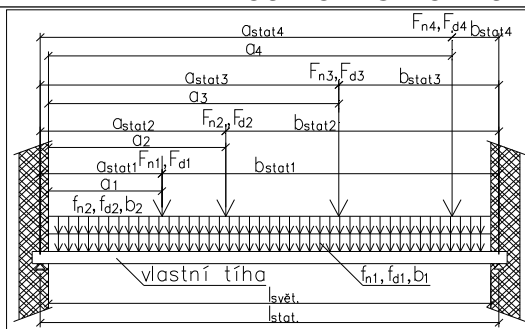 Fn4,Fd4
astat4 bstat4
a4
Fn3,Fd3
astat3 bstat3
a3
Fn2,Fd2
astat2 bstat2
a2
Fn1,Fd1
astat1 bstat1
a1
fn2,fd2,b2
vlastní tíha fn1,fd1,b1
lsvět.
lstat.